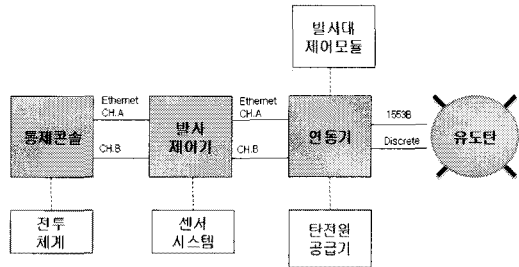 발사대
제어모듈
Ethernet
CH.A
Ethernet
CH.A
통제콘솔
발사
제어기
연동기
1553B
유도탄
CH.B
CH.B
Discrete
전투
체계
센서
시스템
탄전원
공급기